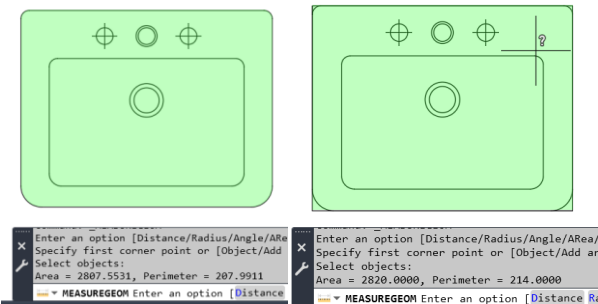 Enter an option [Distance/Radius/Angle/ARe
Specify first corner point or [Object/Add
Select objects:
Area = 2807.5531, Perimeter = 207.9911
MEASUREGEOM Enter an option [Distance
?
Enter an option [Distance/Radius/Angle/ARea/
Specify first corner point or [Object/Add ar
Select objects:
Area = 2820.0000, Perimeter = 214.0000
MEASUREGEOM Enter an option [Distance Ra